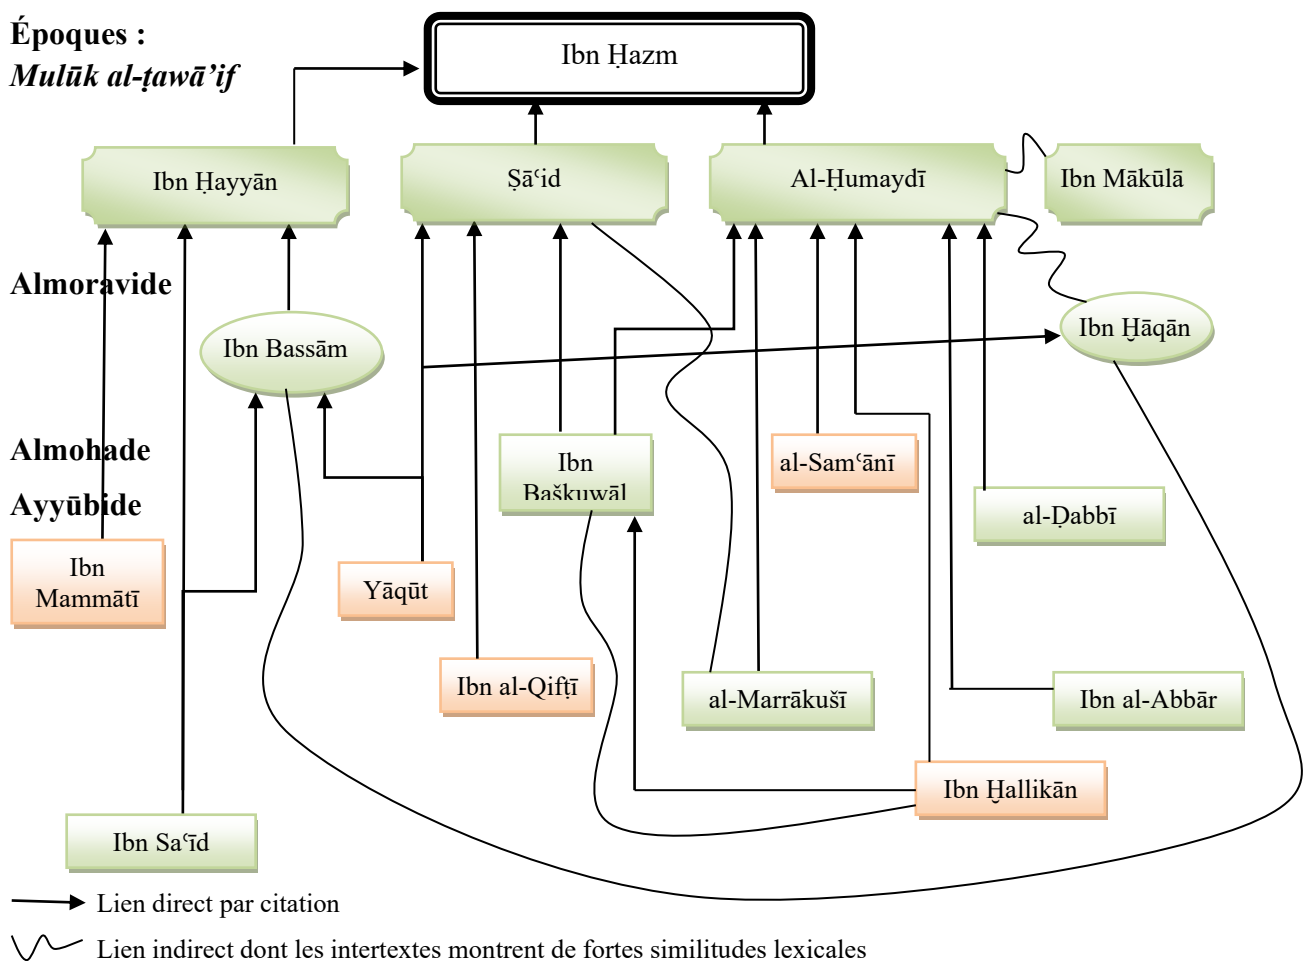 Époques :
Mulūk al-ṭawā’if
Ibn Ḥazm
Ibn Ḥayyān
Ṣāʿid
Al-Ḥumaydī
Ibn Mākūlā
Almoravide
Ibn Bassām
Ibn Ḫāqān
Almohade
Ayyūbide
Ibn
Baškuwāl
al-Samʿānī
al-Ḍabbī
Ibn
Mammātī
Yāqūt
Ibn al-Qifṭī
al-Marrākušī
Ibn al-Abbār
Ibn Ḫallikān
Ibn Saʿīd
Lien direct par citation
Lien indirect dont les intertextes montrent de fortes similitudes lexicales